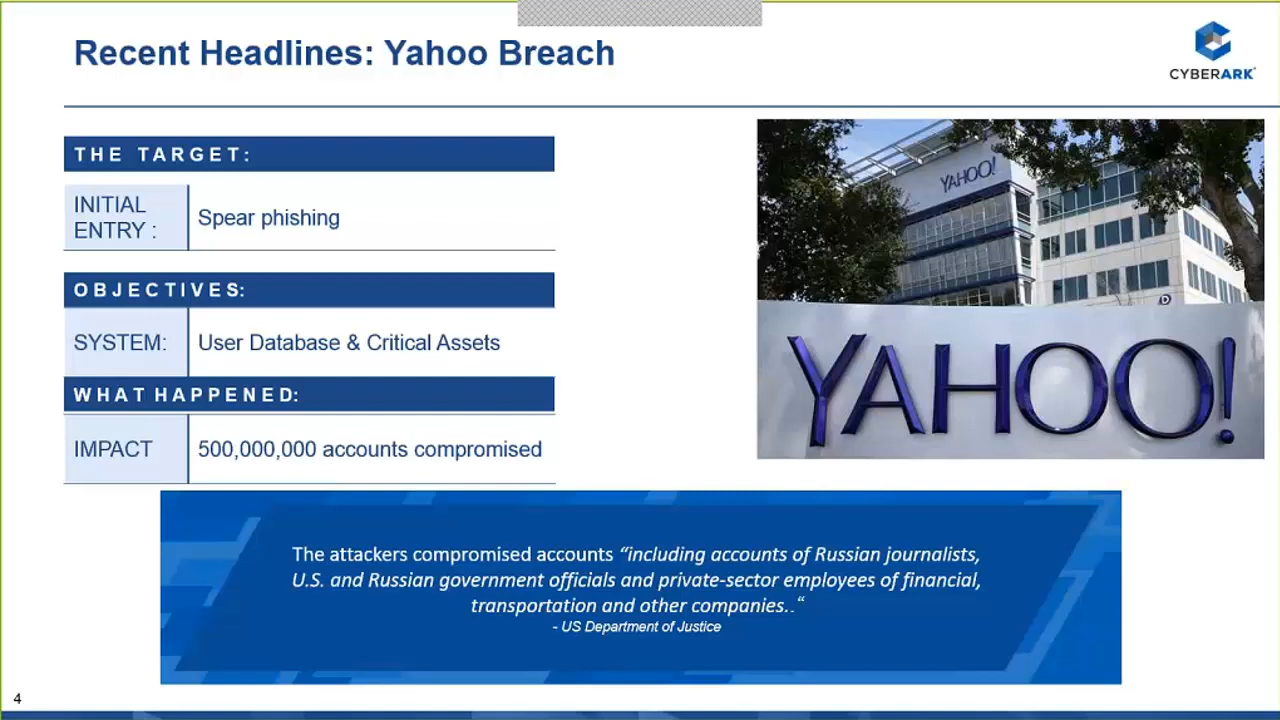 Recent Headlines: Yahoo Breach
CYBERARK
THE TARGET:
INITIAL
ENTRY :
Spear phishing
OBJECTIVES:
SYSTEM:
User Database & Critical Assets
WHAT HAPPENED:
IMPACT
500,000,000 accounts compromised
YAHOO!
D
YAHOO!
The attackers compromised accounts “including accounts of Russian journalists,
U.S. and Russian government officials and private-sector employees of financial,
transportation and other companies..“
- US Department of Justice
4